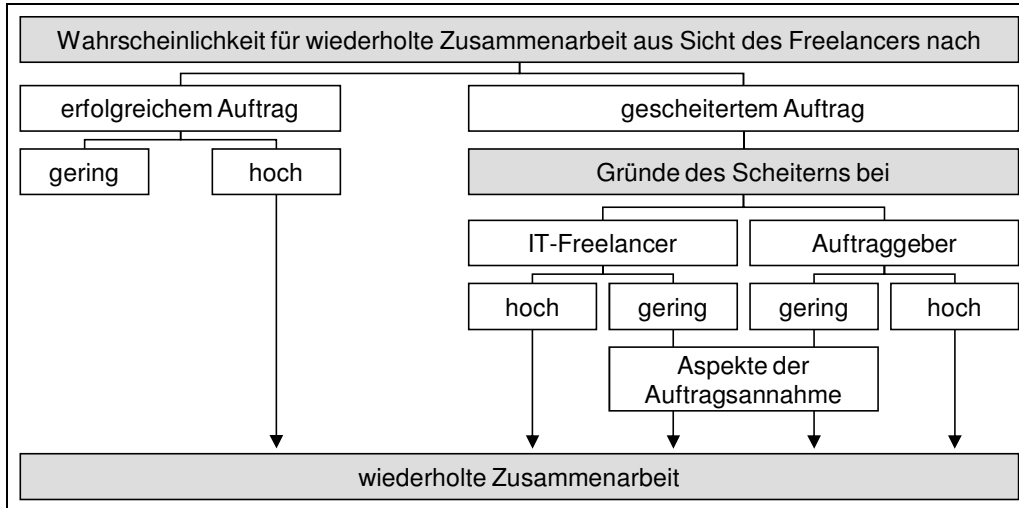 Wahrscheinlichkeit für wiederholte Zusammenarbeit aus Sicht des Freelancers nach
erfolgreichem Auftrag
gescheitertem Auftrag
gering
hoch
Gründe des Scheiterns bei
IT-Freelancer
Auftraggeber
hoch
gering
gering
hoch
Aspekte der
Auftragsannahme
wiederholte Zusammenarbeit